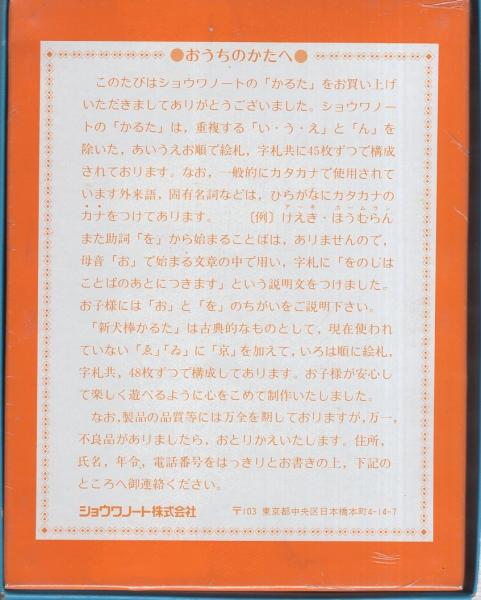 ●おうちのかたへ●
このたびはショウワノートの「かるた」をお買い上げ
いただきましてありがとうございました。ショウワノー
トの「かるた」は，重複する「い・う・え」と「ん」を
除いた，あいうえお順で絵札，字札共に45枚ずつで構成
されております。なお，一般的にカタカナで使用されて
います外来語，固有名詞などは，ひらがなにカタカナの
カナをつけてあります。〔例〕けえき・ほうむらん
また助詞「を」から始まることばは，ありませんので，
母音「お」で始まる文章の中で用い，字札に「をのじは
ことばのあとにつきます」という説明文をつけました。
お子様には「お」と「を」のちがいをご説明下さい。
「新犬棒かるた」は古典的なものとして，現在使われ
ていない「ゑ」「ゐ」に「京」を加えて，いろは順に絵札，
字札共，48枚ずつで構成してあります。お子様が安心し
て楽しく遊べるように心をこめて制作いたしました。
なお，製品の品質等には万全を期しておりますが，万一，
不良品がありましたら，おとりかえいたします。住所，
氏名，年令，電話番号をはっきりとお書きの上，下記の
ところへ御連絡ください。
ショウワノート株式会社 〒103 東京都中央区日本橋本町4-14-7